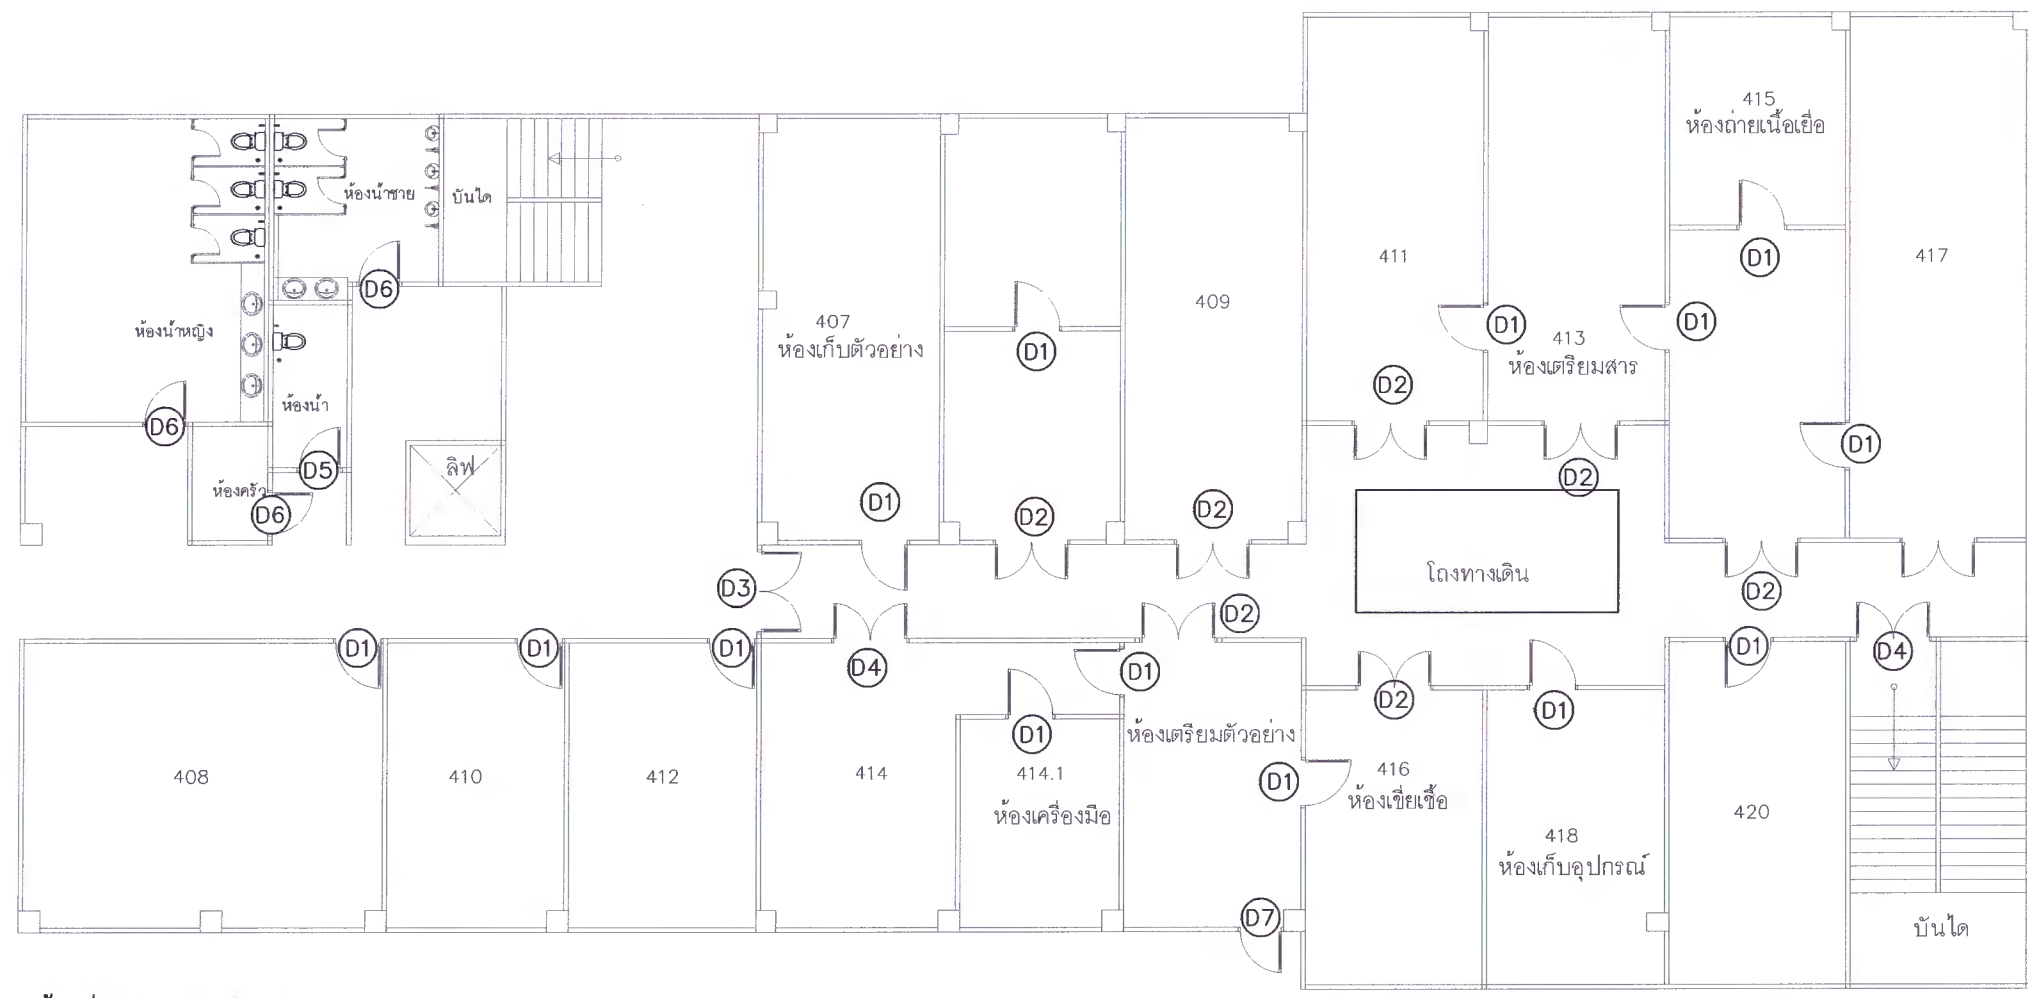 415
ห้องถ่ายเนื้อเยื่อ
ห้องน้ำชาย
บันได
D6
D1
411
417
409
407
ห้องเก็บตัวอย่าง
D1
D1
D1
413
ห้องเตรียมสาร
ห้องน้ำหญิง
D2
ห้องน้ำ
D6
D5
ลิฟ
D1
ห้องครัว
D6
D1
D2
D2
D2
โถงทางเดิน
D3
D2
D2
D1
D1
D1
D4
D1
D1
D4
D2
D1
D1
ห้องเตรียมตัวอย่าง
408
410
412
414
414.1
ห้องเครื่องมือ
D1
416
ห้องเขี่ยเชื้อ
418
ห้องเก็บอุปกรณ์
420
D7
บันได